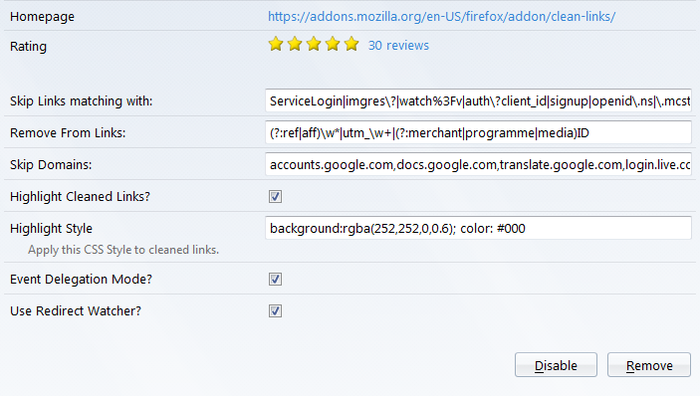 Homepage https://addons.mozilla.org/en-US/firefox/addon/clean-links/
Rating 30 reviews
Skip Links matching with: ServiceLogin|imgres\?|watch%3Fv|auth\?client_id|signup|openid\.ns|\.mcst
Remove From Links: (?:ref|aff)\w*|utm_\w+|(?:merchant|programme|media)ID
Skip Domains: accounts.google.com,docs.google.com,translate.google.com,login.live.cc
Highlight Cleaned Links?
Highlight Style background:rgba(252,252,0,0.6); color: #000
Apply this CSS Style to cleaned links.
Event Delegation Mode?
Use Redirect Watcher?
Disable Remove